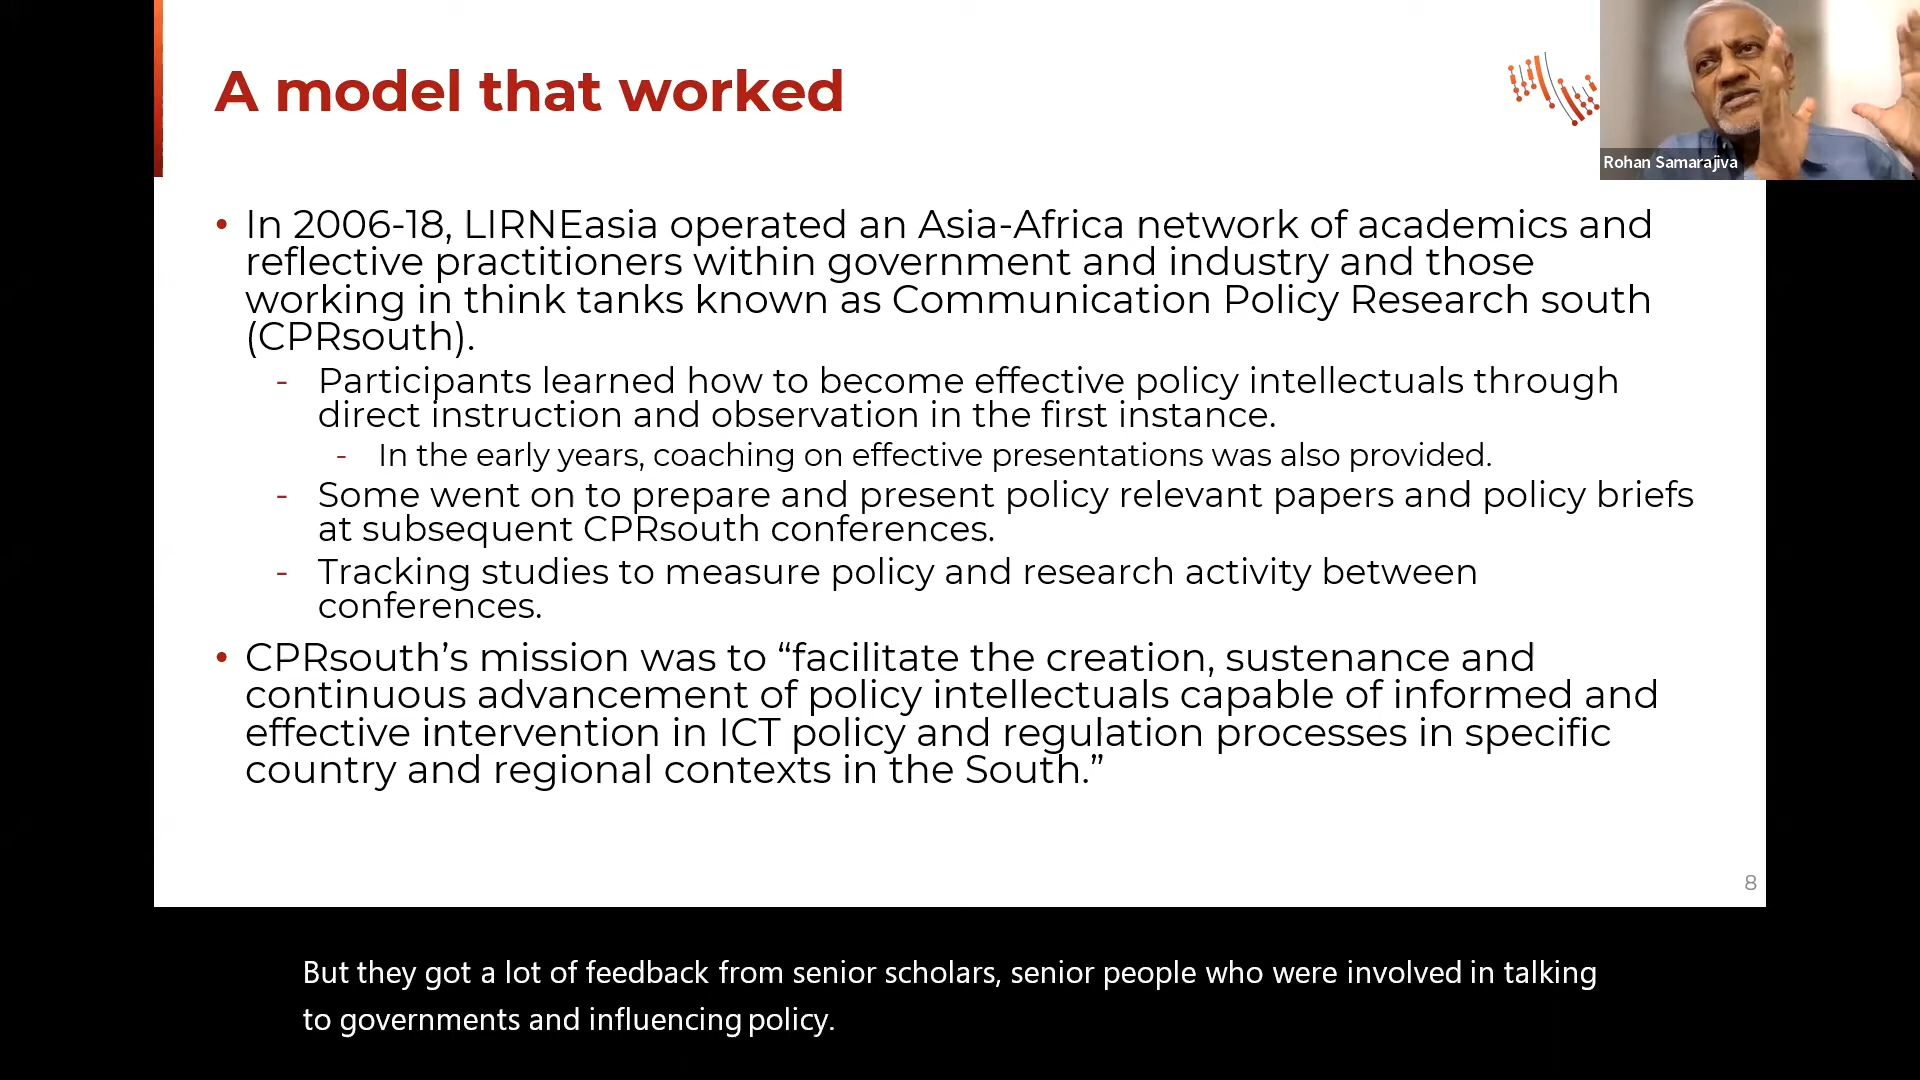 A model that worked
Rohan Samarajiva
• In 2006-18, LIRNEasia operated an Asia-Africa network of academics and
reflective practitioners within government and industry and those
working in think tanks known as Communication Policy Research south
(CPRsouth).
- Participants learned how to become effective policy intellectuals through
direct instruction and observation in the first instance.
- In the early years, coaching on effective presentations was also provided.
- Some went on to prepare and present policy relevant papers and policy briefs
at subsequent CPRsouth conferences.
- Tracking studies to measure policy and research activity between
conferences.
• CPRsouth’s mission was to “facilitate the creation, sustenance and
continuous advancement of policy intellectuals capable of informed and
effective intervention in ICT policy and regulation processes in specific
country and regional contexts in the South.”
8
But they got a lot of feedback from senior scholars, senior people who were involved in talking
to governments and influencing policy.